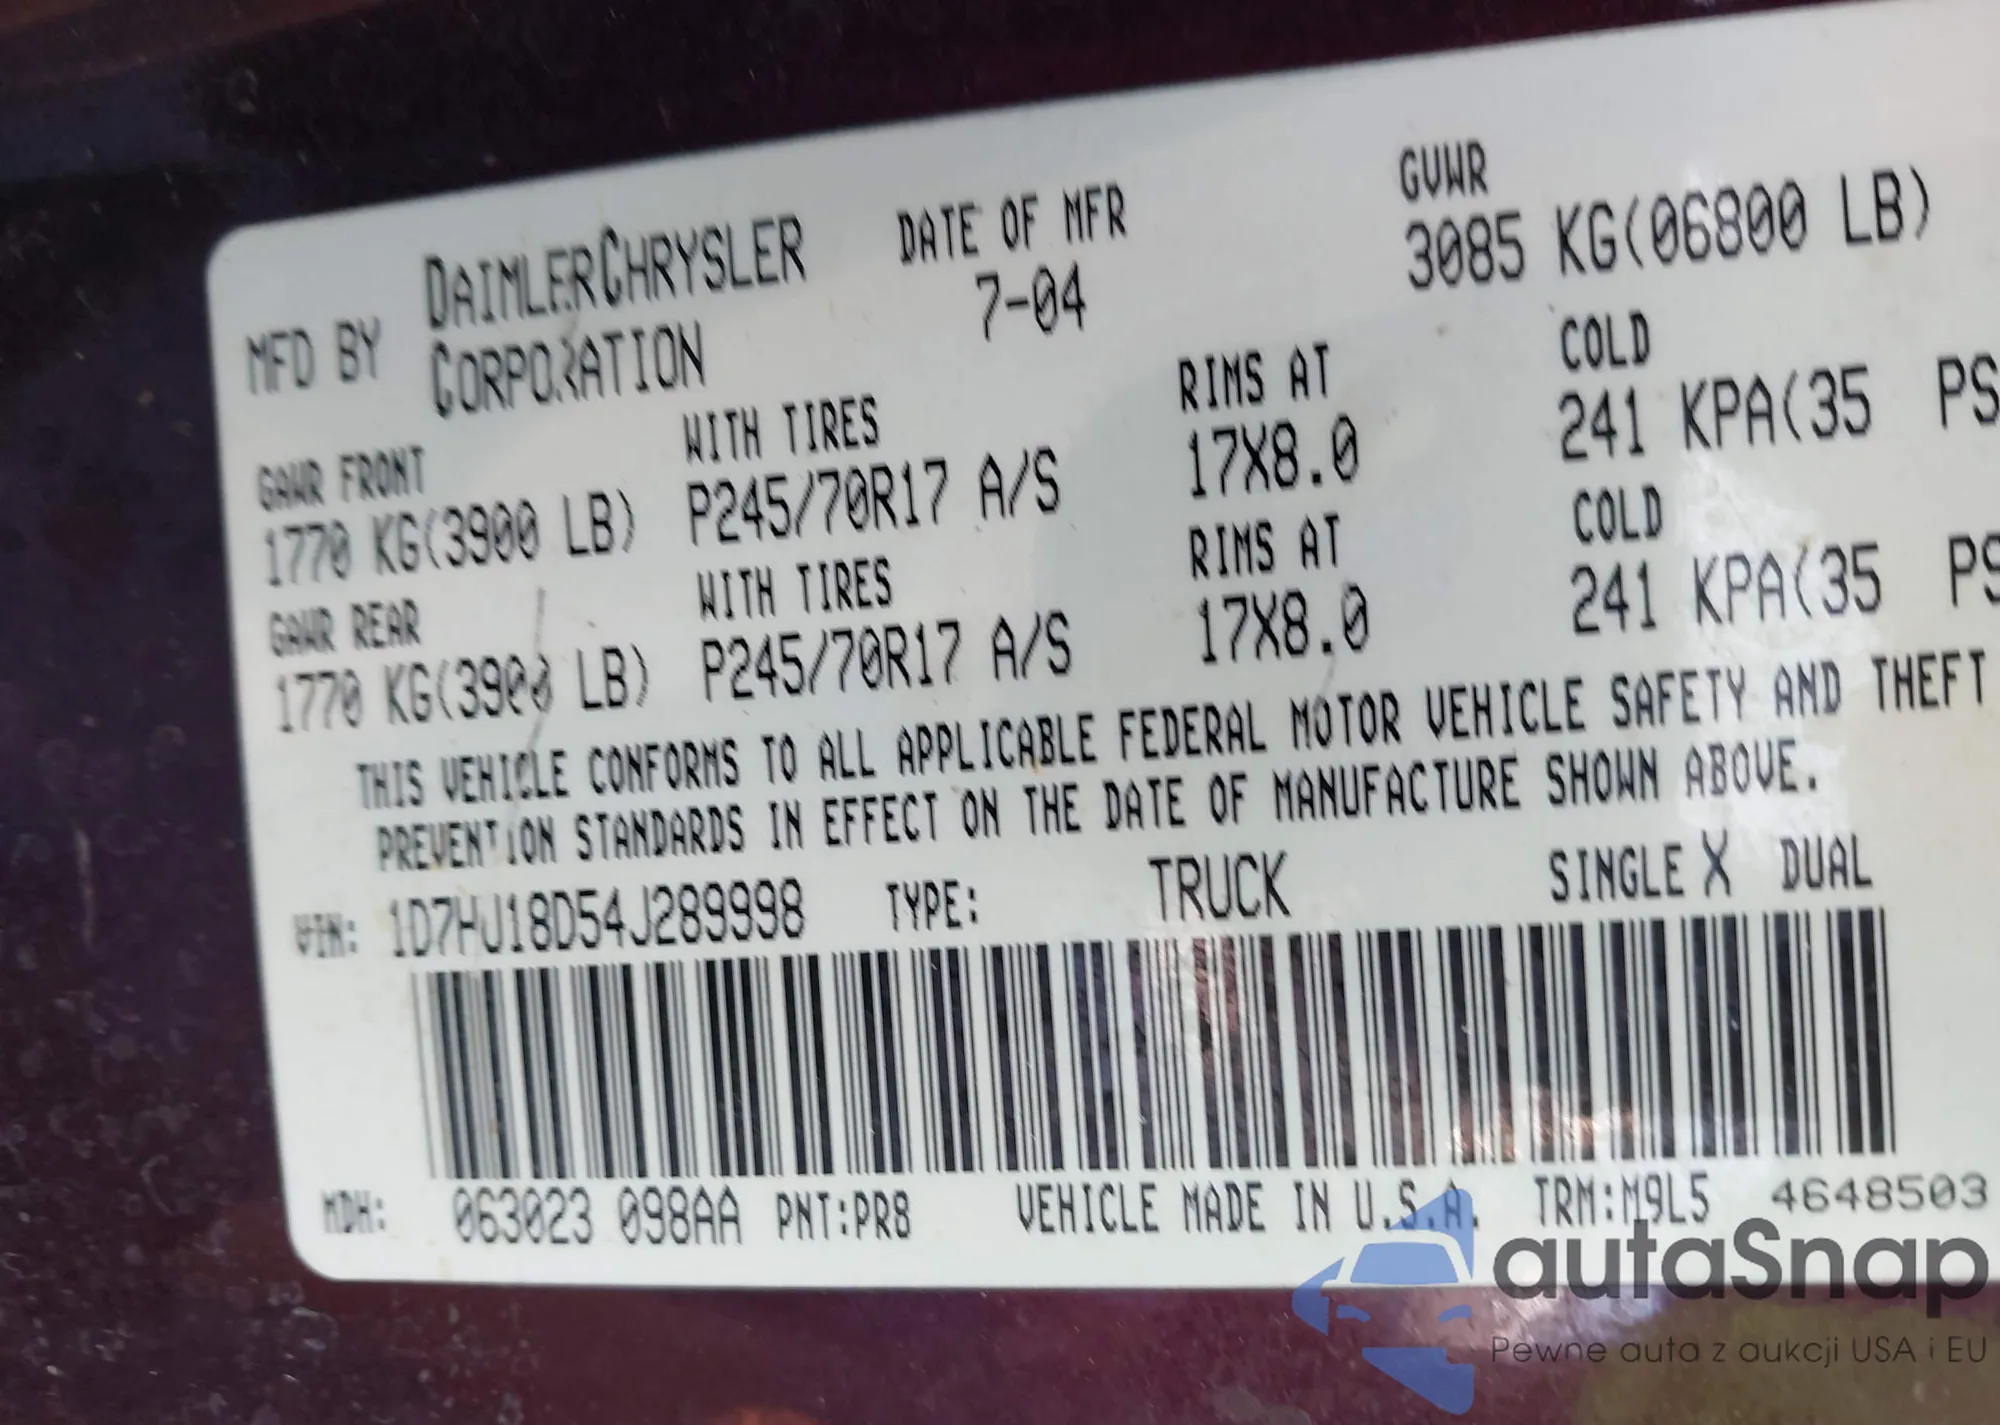 MFD BY DAIMLERCHRYSLER CORPORATION
DATE OF MFR
7-04
GVWR
3085 KG(06800 LB)
GAWR FRONT WITH TIRES RIMS AT COLD
1770 KG(3900 LB) P245/70R17 A/S 17X8.0 241 KPA(35 PS
GAWR REAR WITH TIRES RIMS AT COLD
1770 KG(3900 LB) P245/70R17 A/S 17X8.0 241 KPA(35 PS
THIS VEHICLE CONFORMS TO ALL APPLICABLE FEDERAL MOTOR VEHICLE SAFETY AND THEFT
PREVENTION STANDARDS IN EFFECT ON THE DATE OF MANUFACTURE SHOWN ABOVE.
VIN: 1D7HU18D54J289998 TYPE: TRUCK SINGLE X DUAL
MDH: 063023 098AA PNT:PR8 VEHICLE MADE IN U.S.A. TRM:M9L5 4648503
autaSnap
Pewne auta z aukcji USA i EU